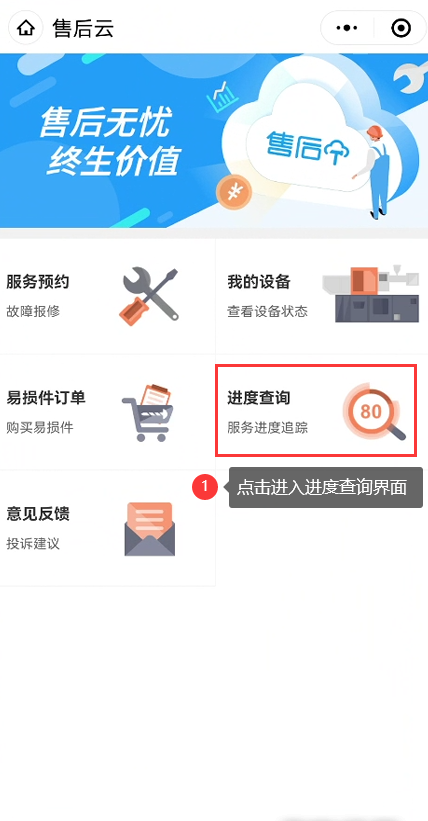 售后云
售后无忧
终生价值
售后
¥
服务预约
故障报修
我的设备
查看设备状态
易损件订单
购买易损件
进度查询
服务进度追踪
80
1
点击进入进度查询界面
意见反馈
投诉建议